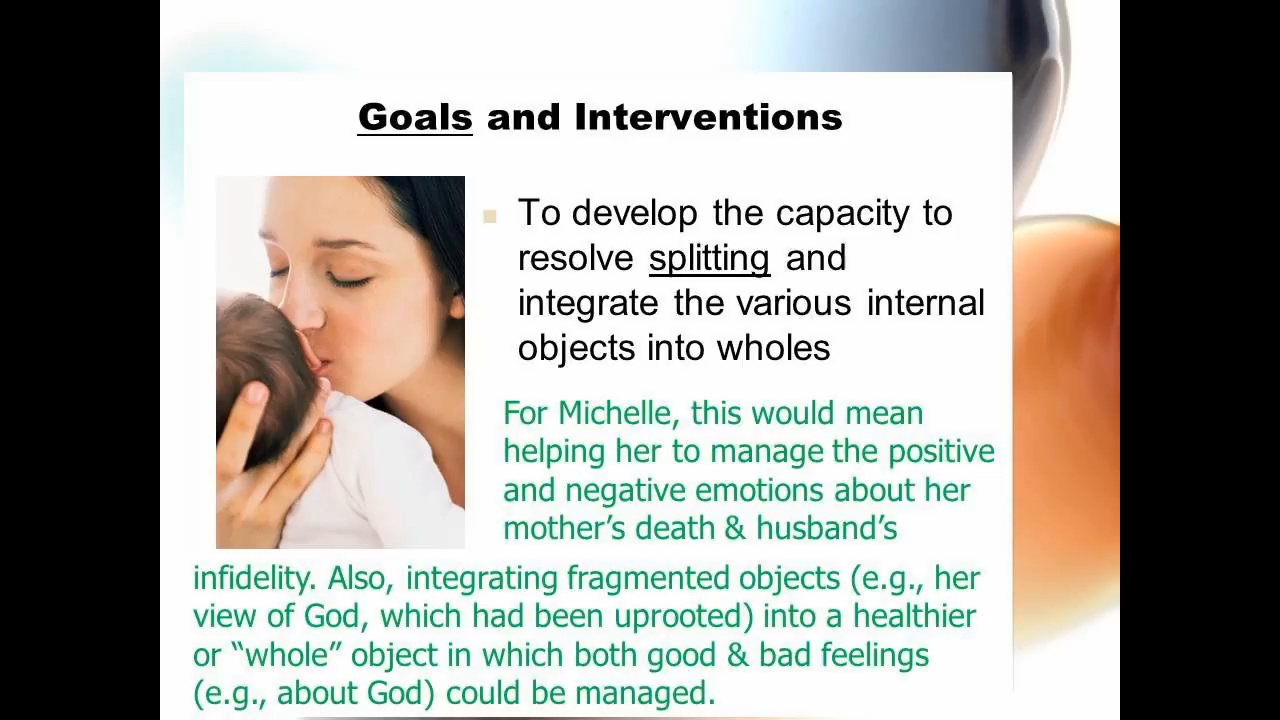 Goals and Interventions
To develop the capacity to
resolve splitting and
integrate the various internal
objects into wholes
For Michelle, this would mean
helping her to manage the positive
and negative emotions about her
mother’s death & husband’s
infidelity. Also, integrating fragmented objects (e.g., her
view of God, which had been uprooted) into a healthier
or “whole” object in which both good & bad feelings
(e.g., about God) could be managed.